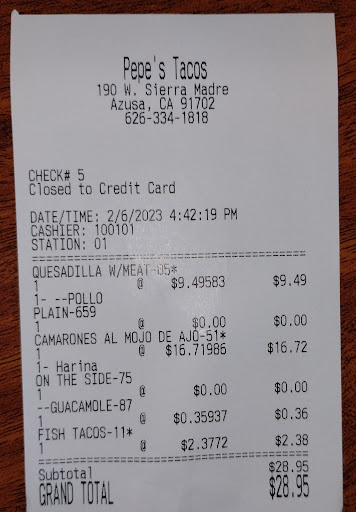 Pepe's Tacos
190 W. Sierra Madre
Azusa, CA 91702
626-334-1818
CHECK# 5
Closed to Credit Card
DATE/TIME: 2/6/2023 4:42:19 PM
CASHIER: 100101
STATION: 01
==========================================
QUESADILLA W/MEAT-05*
1 @ $9.49583 $9.49
1- --POLLO
PLAIN-659
1 @ $0.00 $0.00
CAMARONES AL MOJO DE AJO-51*
1 @ $16.71986 $16.72
1- Harina
ON THE SIDE-75
1 @ $0.00 $0.00
--GUACAMOLE-87
1 @ $0.35937 $0.36
FISH TACOS-11*
1 @ $2.3772 $2.38
==========================================
Subtotal $28.95
GRAND TOTAL $28.95